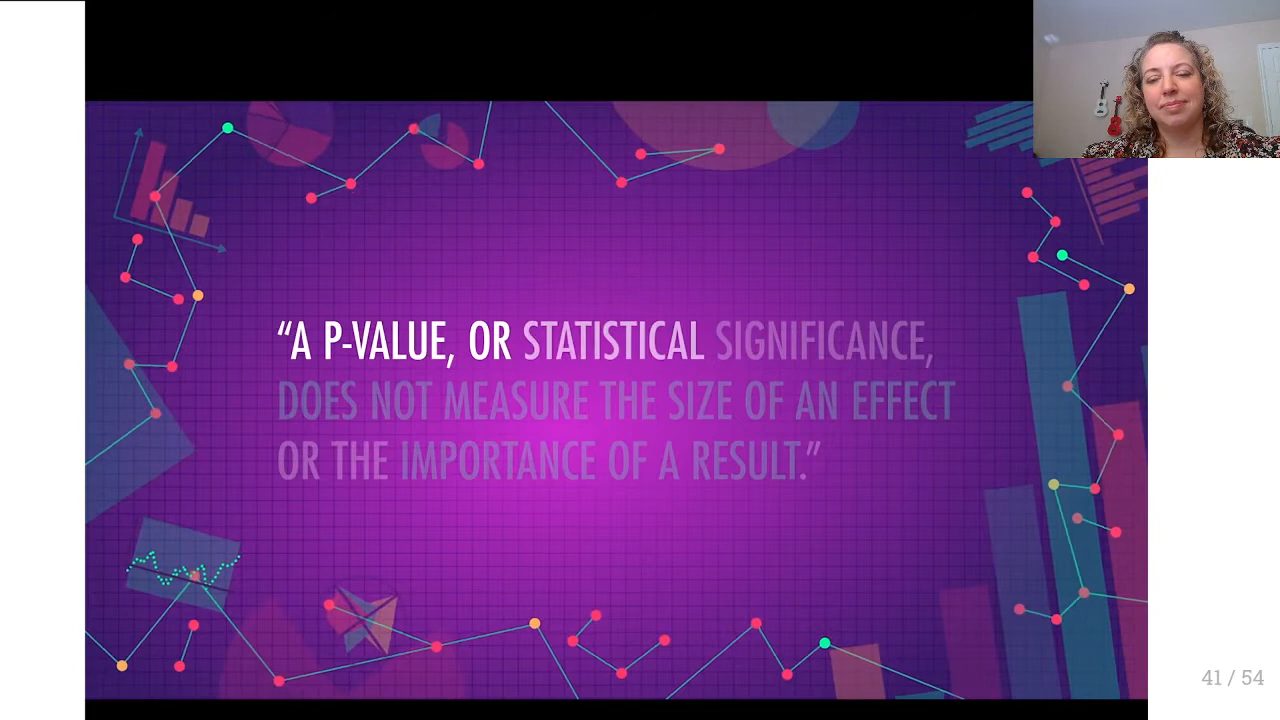 “A P-VALUE, OR STATISTICAL SIGNIFICANCE,
DOES NOT MEASURE THE SIZE OF AN EFFECT
OR THE IMPORTANCE OF A RESULT.”
41 / 54